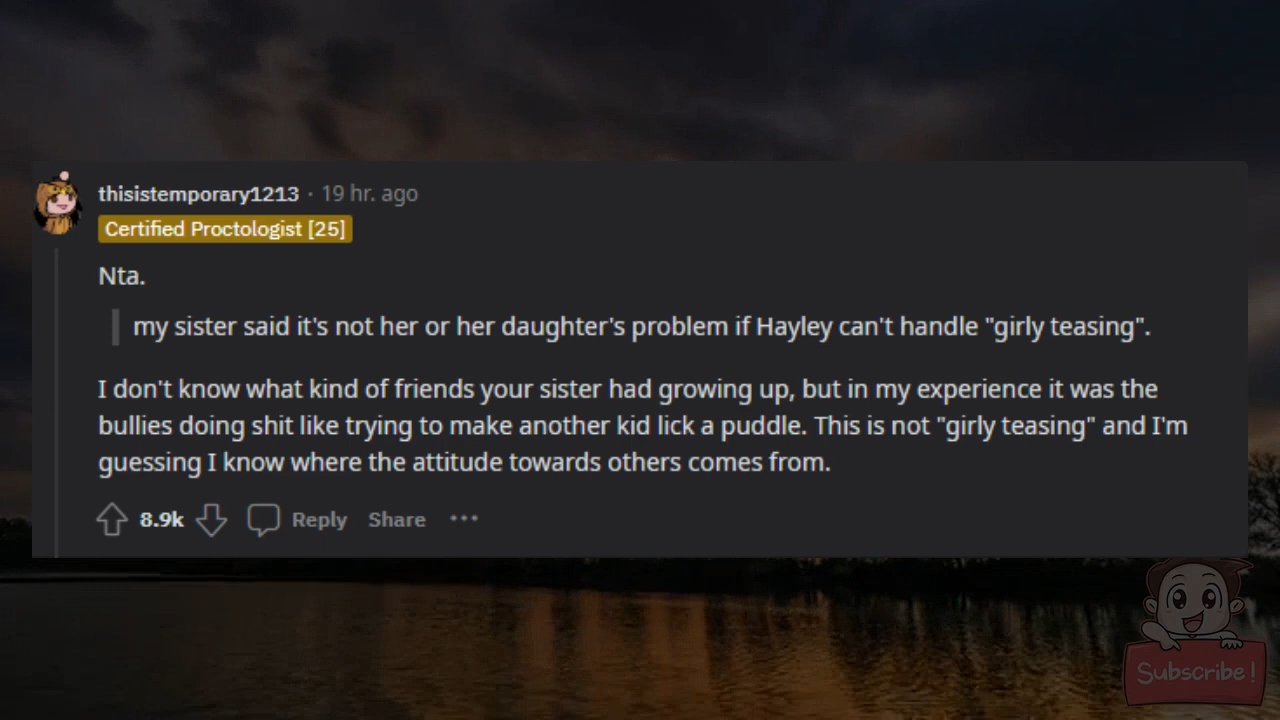 thisistemporary1213 · 19 hr. ago
Certified Proctologist [25]
Nta.
my sister said it's not her or her daughter's problem if Hayley can't handle "girly teasing".
I don't know what kind of friends your sister had growing up, but in my experience it was the
bullies doing shit like trying to make another kid lick a puddle. This is not "girly teasing" and I'm
guessing I know where the attitude towards others comes from.
8.9k Reply Share ···
Subscribe!